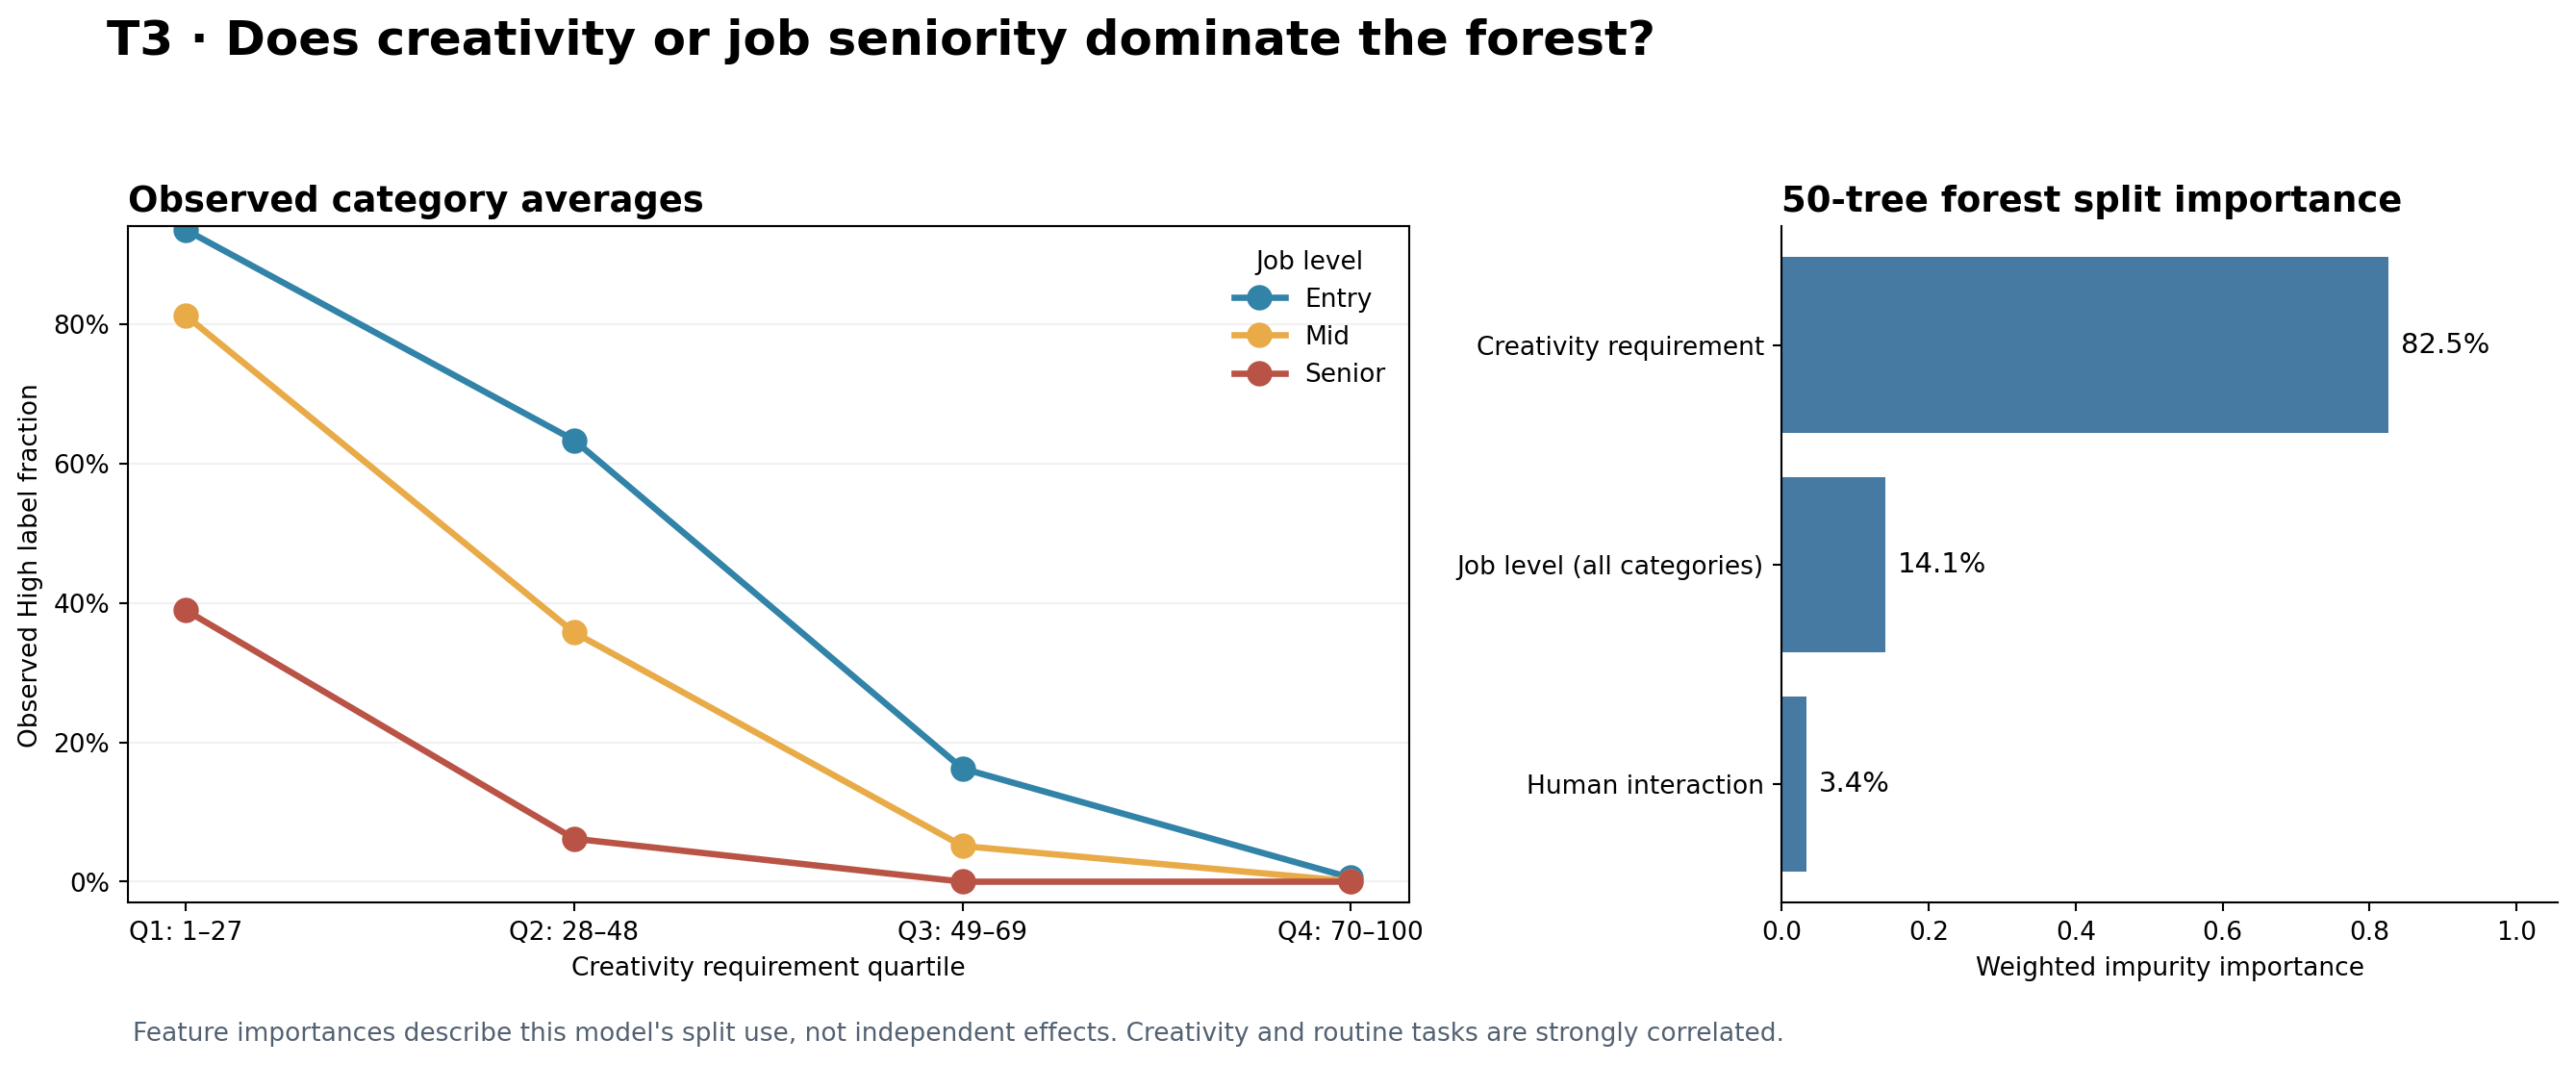 T3 · Does creativity or job seniority dominate the forest?
Observed category averages
Observed High label fraction
80%
60%
40%
20%
0%
Job level
Entry
Mid
Senior
Q1: 1–27
Q2: 28–48
Q3: 49–69
Q4: 70–100
Creativity requirement quartile
50-tree forest split importance
Creativity requirement
82.5%
Job level (all categories)
14.1%
Human interaction
3.4%
0.0
0.2
0.4
0.6
0.8
1.0
Weighted impurity importance
Feature importances describe this model's split use, not independent effects. Creativity and routine tasks are strongly correlated.